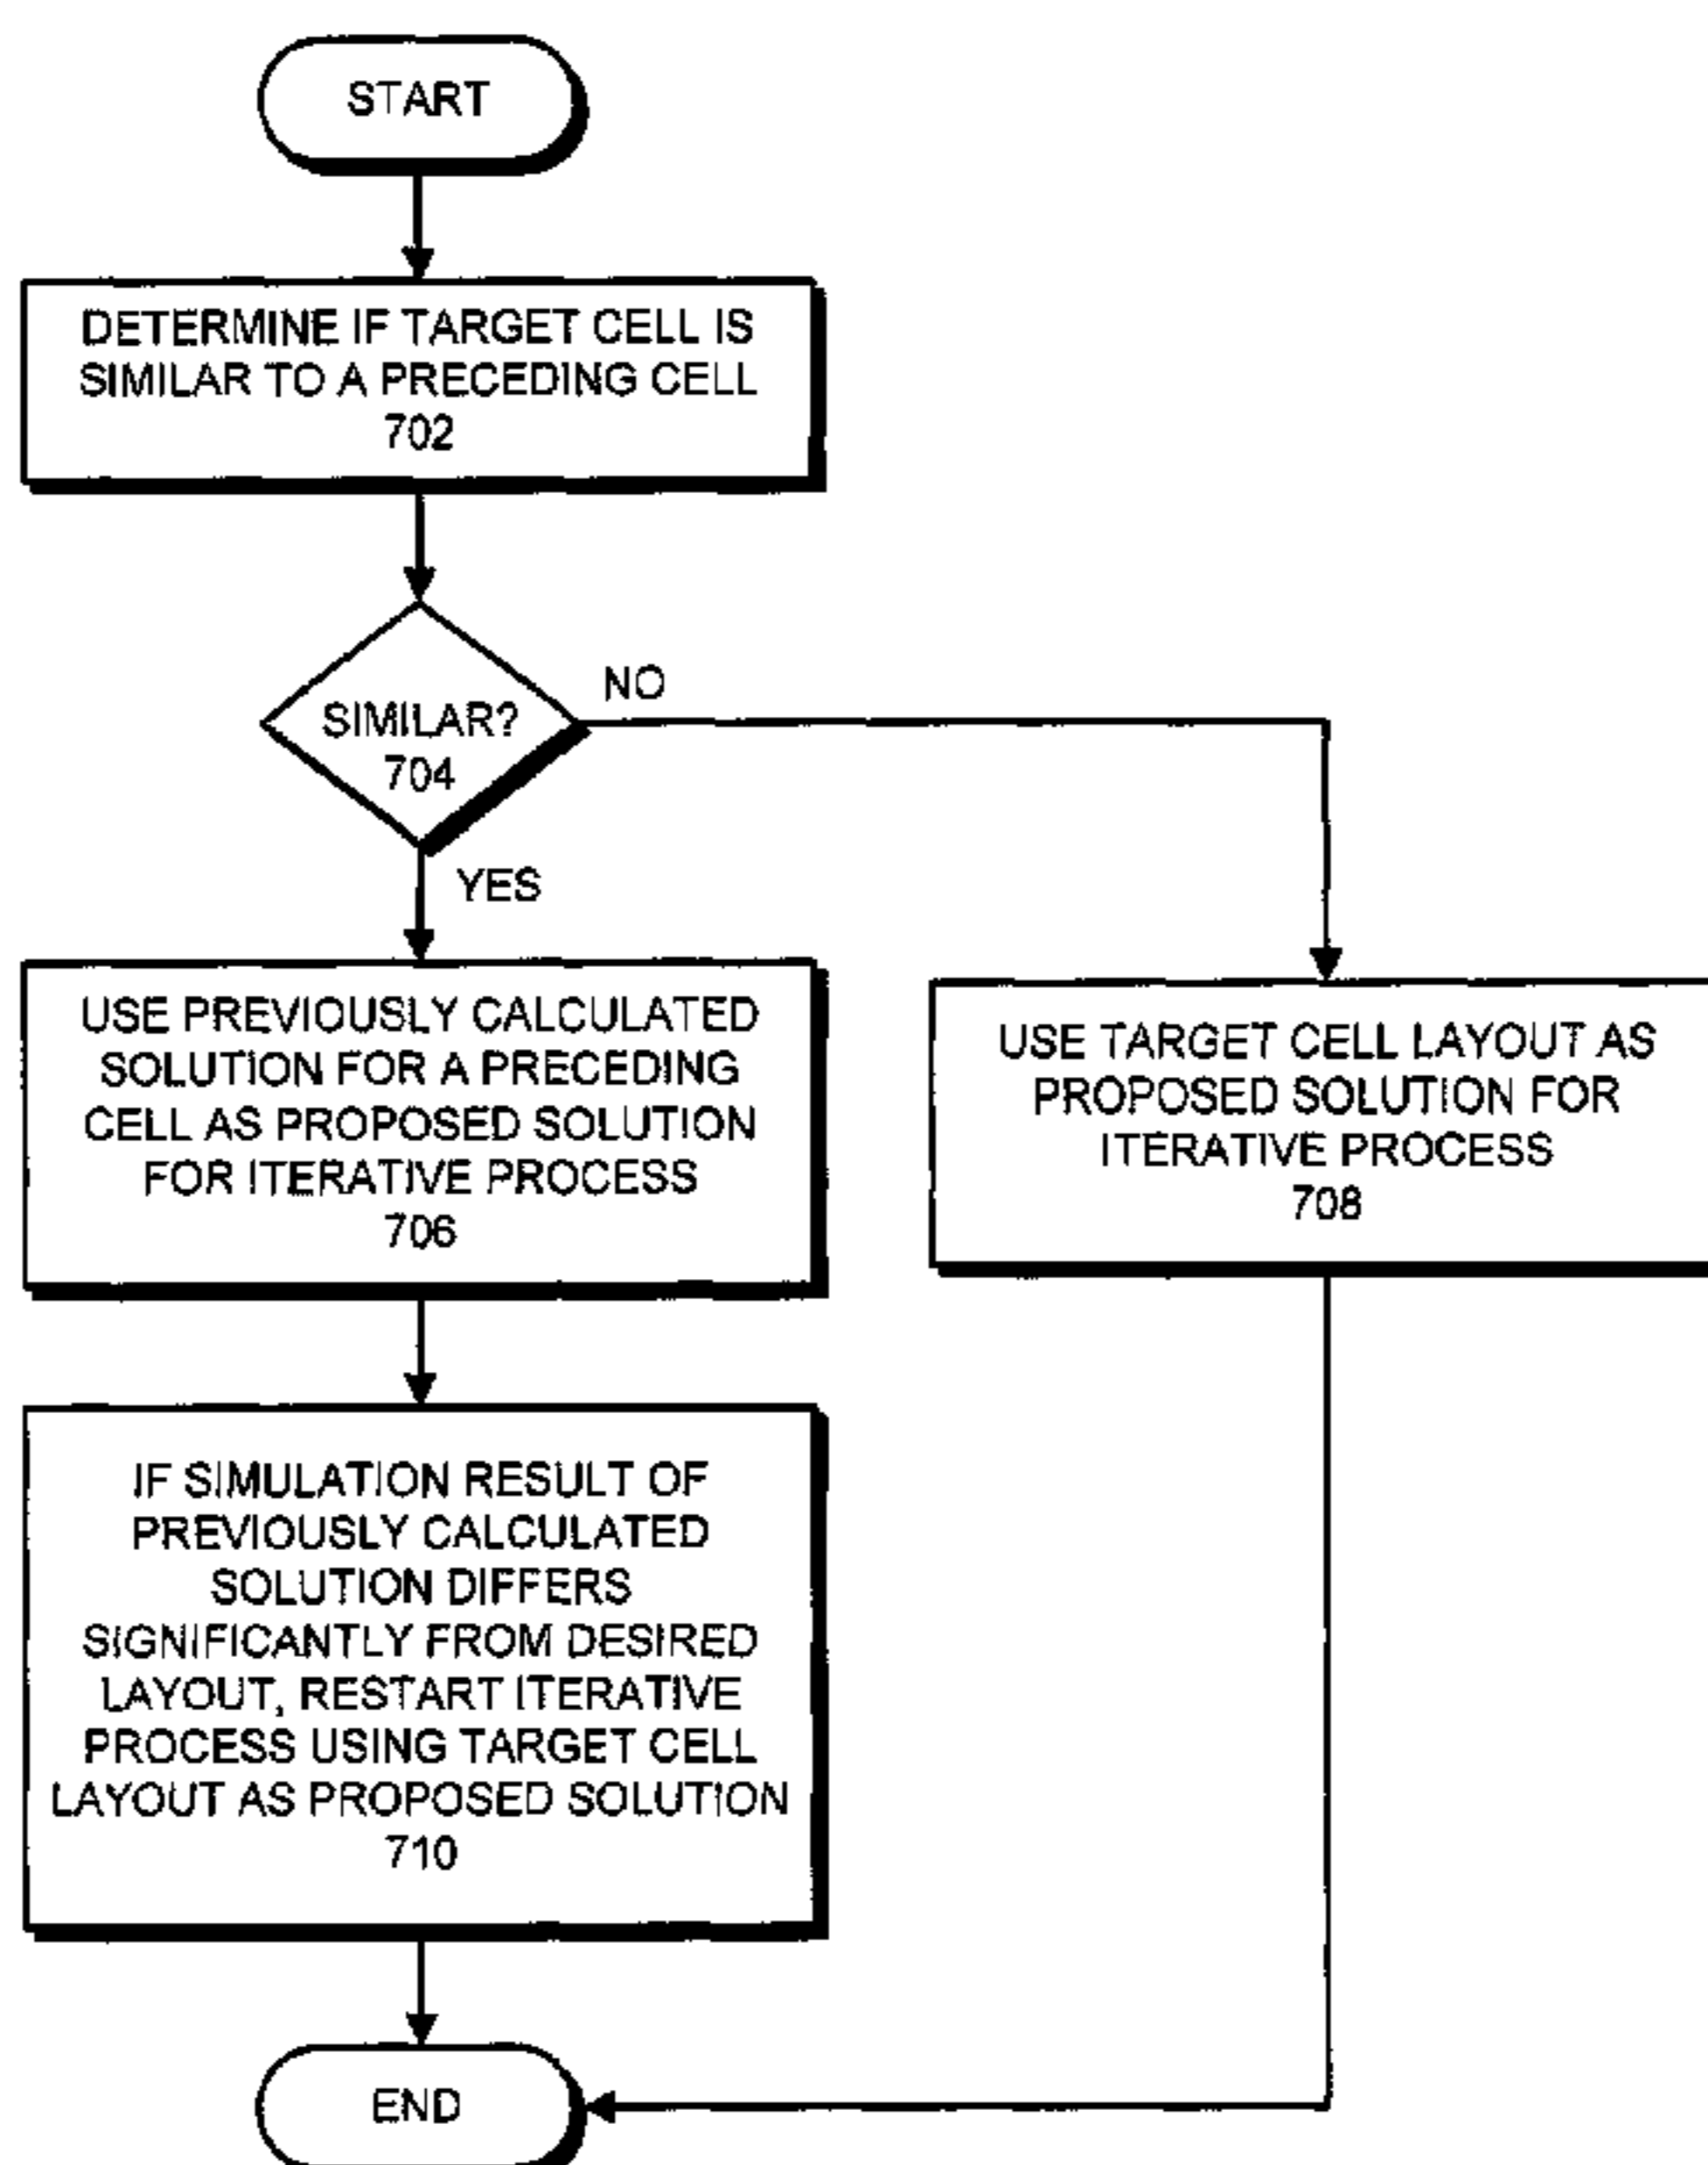 START
DETERMINE IF TARGET CELL IS
SIMILAR TO A PRECEDING CELL
702
SIMILAR?
704
NO
YES
USE PREVIOUSLY CALCULATED
SOLUTION FOR A PRECEDING
CELL AS PROPOSED SOLUTION
FOR ITERATIVE PROCESS
706
USE TARGET CELL LAYOUT AS
PROPOSED SOLUTION FOR
ITERATIVE PROCESS
708
IF SIMULATION RESULT OF
PREVIOUSLY CALCULATED
SOLUTION DIFFERS
SIGNIFICANTLY FROM DESIRED
LAYOUT, RESTART ITERATIVE
PROCESS USING TARGET CELL
LAYOUT AS PROPOSED SOLUTION
710
END